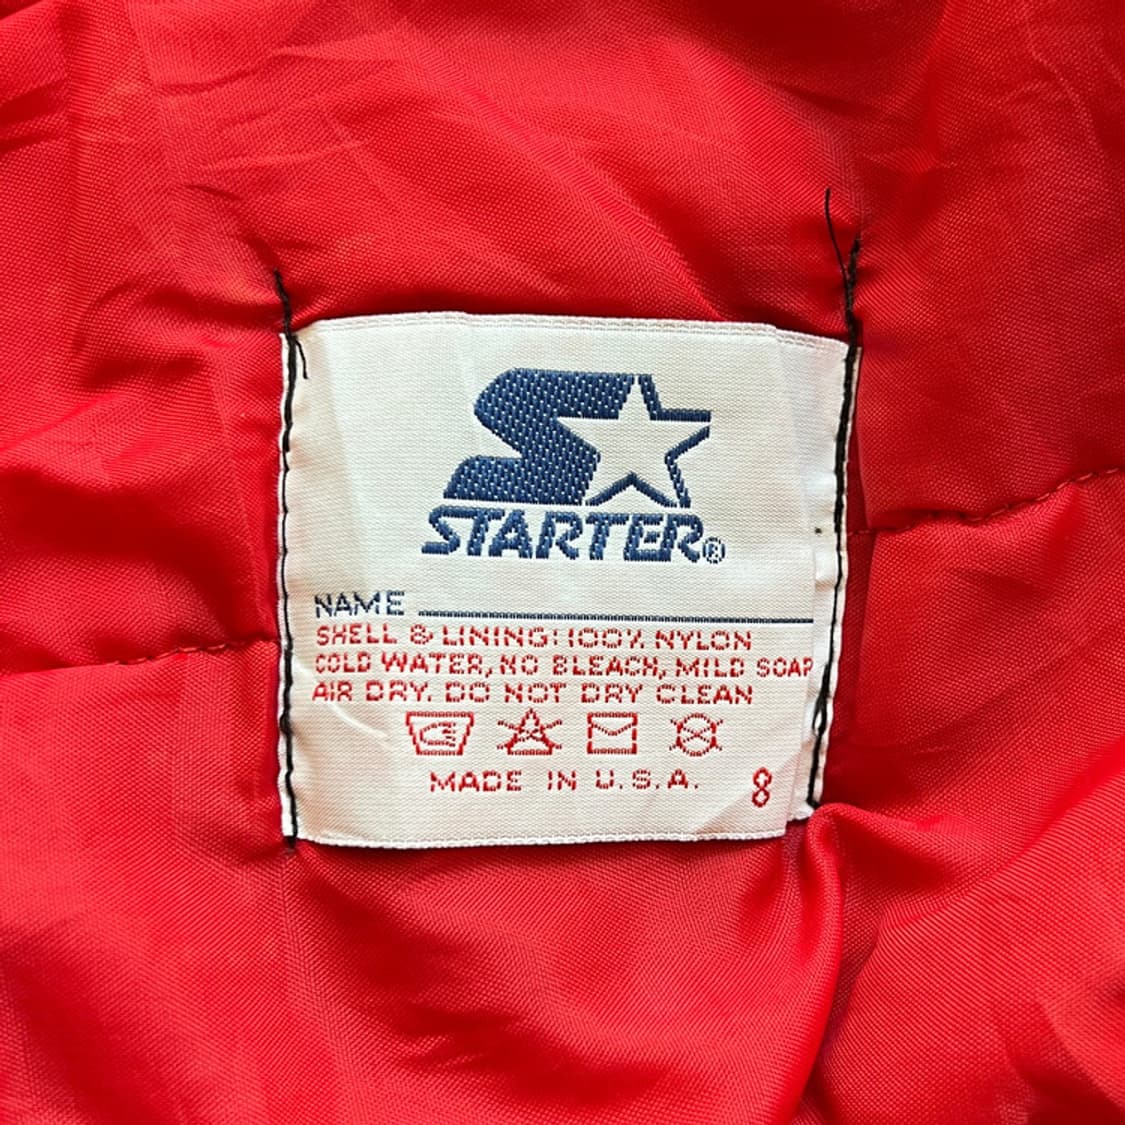 STARTER®
NAME
SHELL & LINING: 100% NYLON
COLD WATER, NO BLEACH, MILD SOAP
AIR DRY. DO NOT DRY CLEAN
MADE IN U.S.A. 8